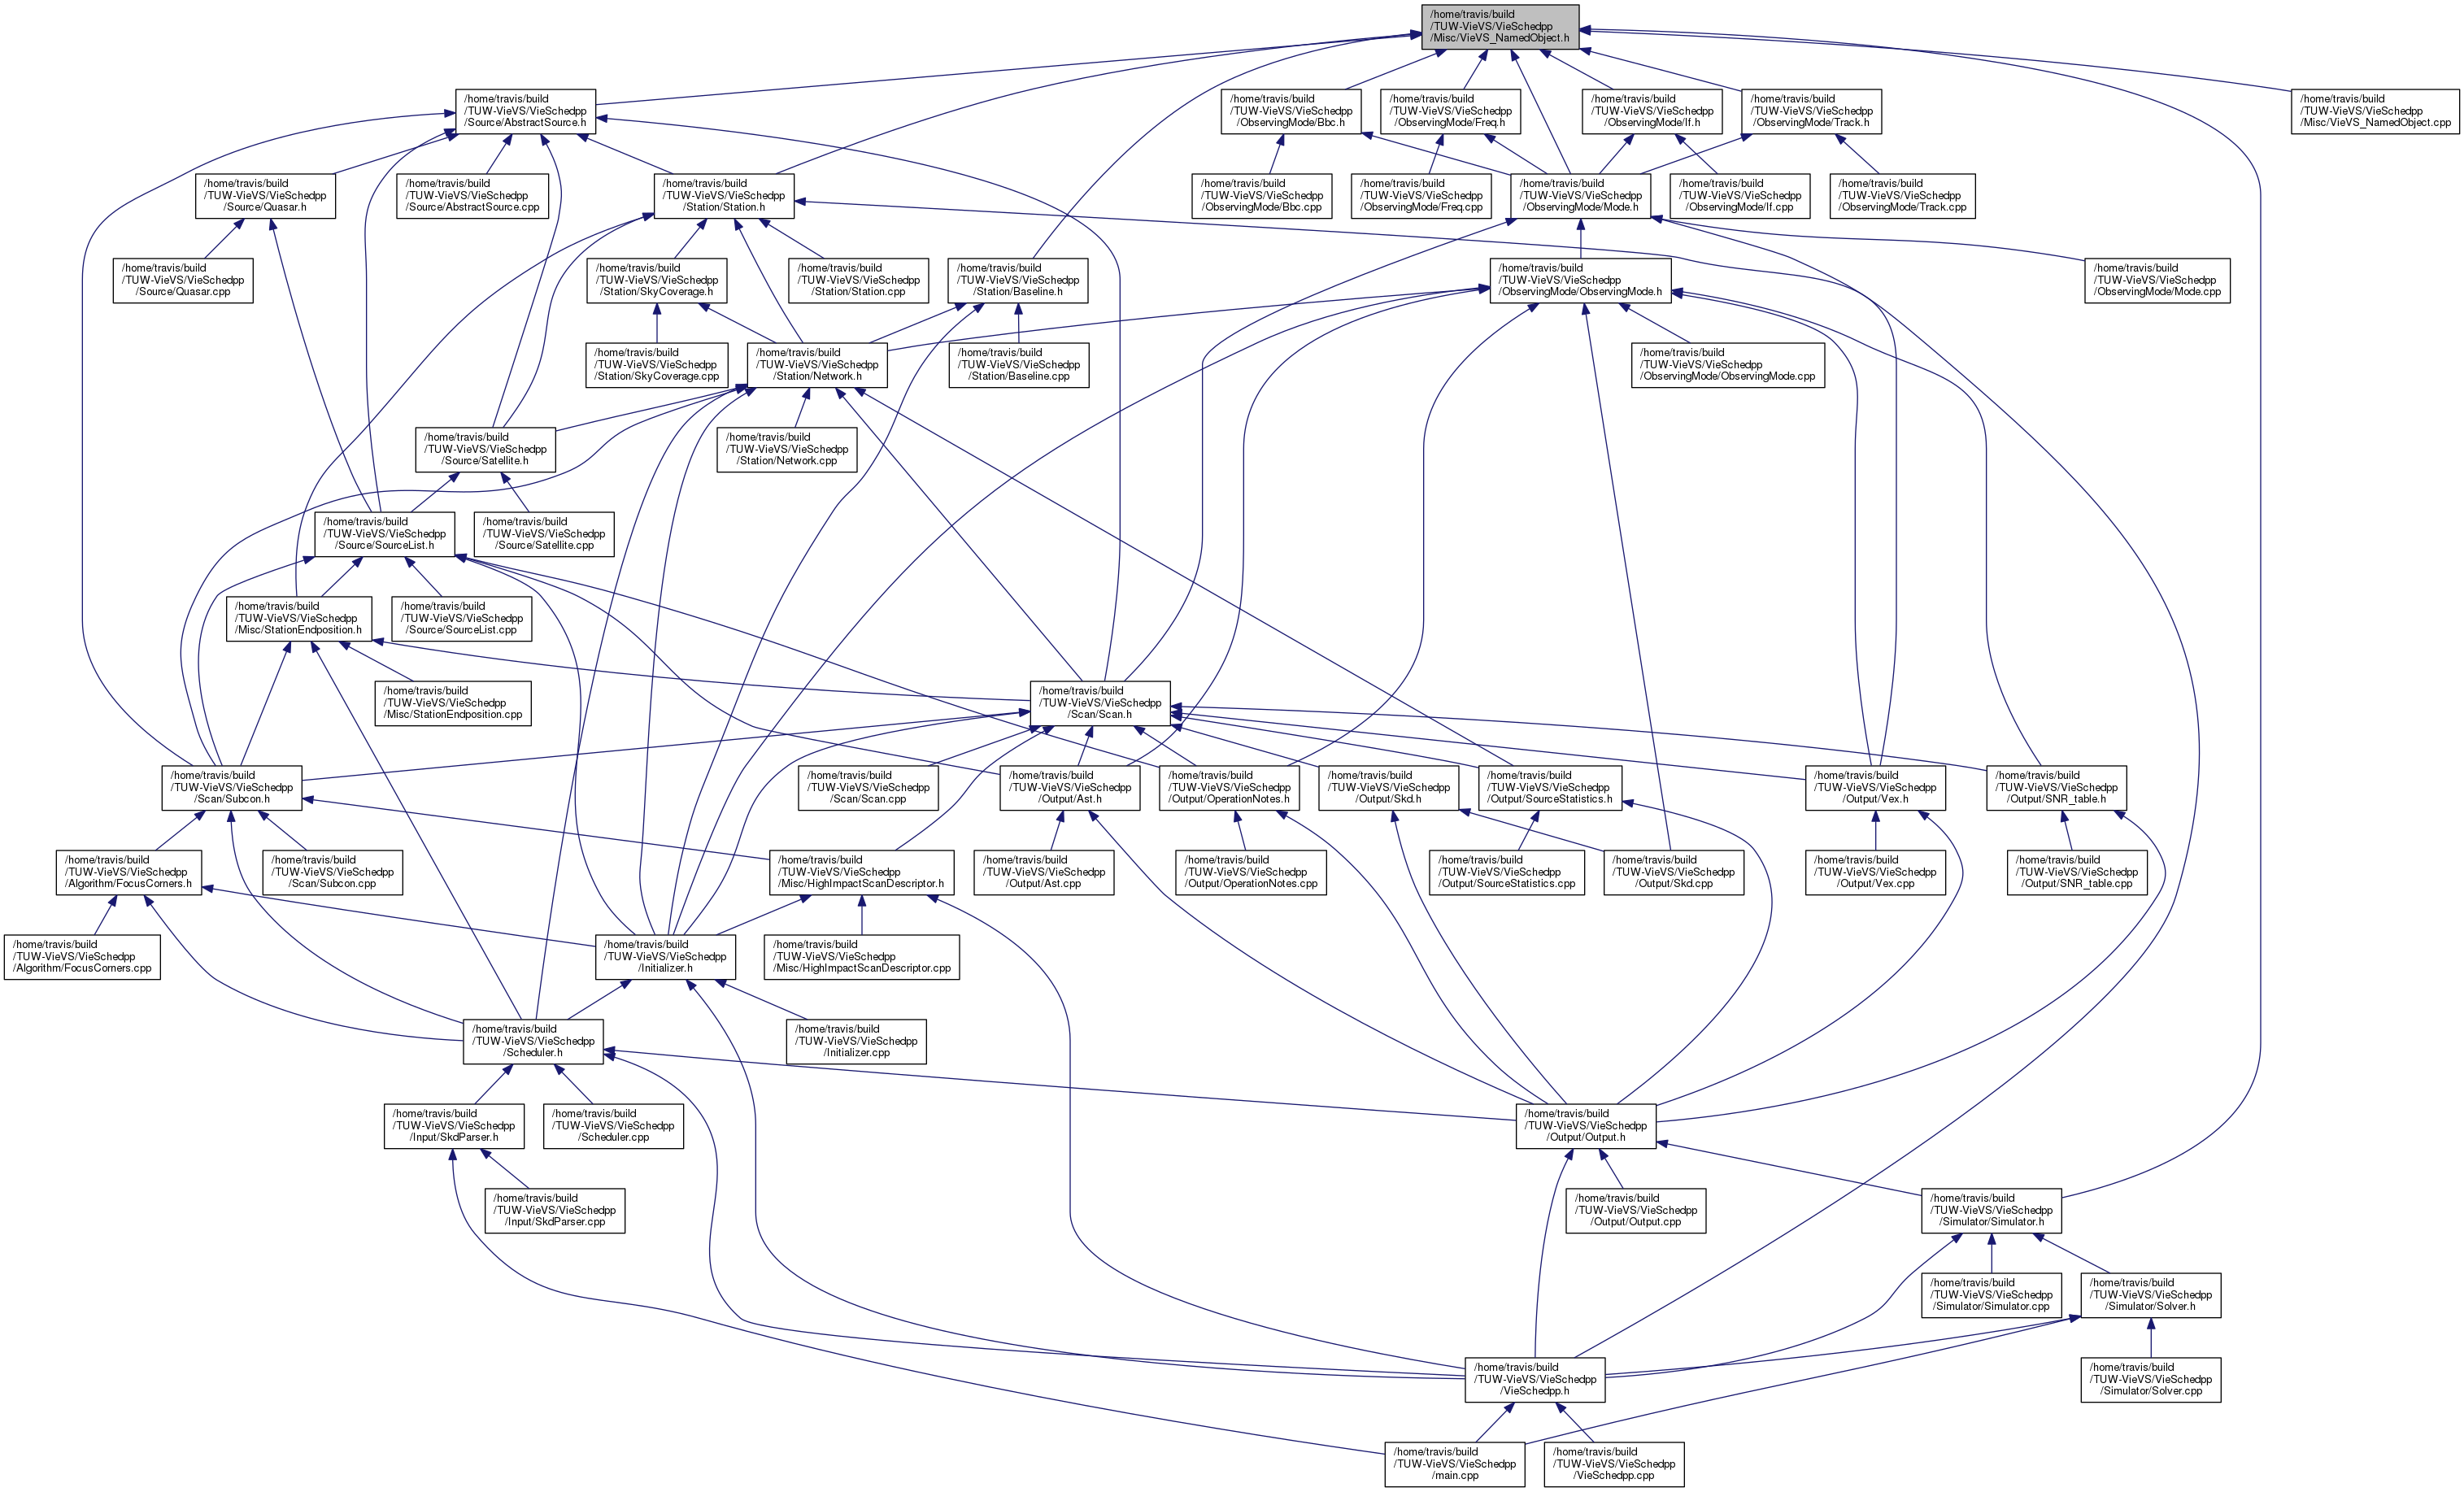 /home/travis/build
/TUW-VieVS/VieSchedpp
/Misc/VieVS_NamedObject.h
/home/travis/build
/TUW-VieVS/VieSchedpp
/Source/AbstractSource.h
/home/travis/build
/TUW-VieVS/VieSchedpp
/ObservingMode/Bbc.h
/home/travis/build
/TUW-VieVS/VieSchedpp
/ObservingMode/Freq.h
/home/travis/build
/TUW-VieVS/VieSchedpp
/ObservingMode/If.h
/home/travis/build
/TUW-VieVS/VieSchedpp
/ObservingMode/Track.h
/home/travis/build
/TUW-VieVS/VieSchedpp
/Misc/VieVS_NamedObject.cpp
/home/travis/build
/TUW-VieVS/VieSchedpp
/Source/Quasar.h
/home/travis/build
/TUW-VieVS/VieSchedpp
/Source/AbstractSource.cpp
/home/travis/build
/TUW-VieVS/VieSchedpp
/Station/Station.h
/home/travis/build
/TUW-VieVS/VieSchedpp
/ObservingMode/Bbc.cpp
/home/travis/build
/TUW-VieVS/VieSchedpp
/ObservingMode/Freq.cpp
/home/travis/build
/TUW-VieVS/VieSchedpp
/ObservingMode/Mode.h
/home/travis/build
/TUW-VieVS/VieSchedpp
/ObservingMode/If.cpp
/home/travis/build
/TUW-VieVS/VieSchedpp
/ObservingMode/Track.cpp
/home/travis/build
/TUW-VieVS/VieSchedpp
/Source/Quasar.cpp
/home/travis/build
/TUW-VieVS/VieSchedpp
/Station/SkyCoverage.h
/home/travis/build
/TUW-VieVS/VieSchedpp
/Station/Station.cpp
/home/travis/build
/TUW-VieVS/VieSchedpp
/Station/Baseline.h
/home/travis/build
/TUW-VieVS/VieSchedpp
/ObservingMode/ObservingMode.h
/home/travis/build
/TUW-VieVS/VieSchedpp
/ObservingMode/Mode.cpp
/home/travis/build
/TUW-VieVS/VieSchedpp
/Station/SkyCoverage.cpp
/home/travis/build
/TUW-VieVS/VieSchedpp
/Station/Network.h
/home/travis/build
/TUW-VieVS/VieSchedpp
/Station/Baseline.cpp
/home/travis/build
/TUW-VieVS/VieSchedpp
/ObservingMode/ObservingMode.cpp
/home/travis/build
/TUW-VieVS/VieSchedpp
/Source/Satellite.h
/home/travis/build
/TUW-VieVS/VieSchedpp
/Station/Network.cpp
/home/travis/build
/TUW-VieVS/VieSchedpp
/Source/SourceList.h
/home/travis/build
/TUW-VieVS/VieSchedpp
/Source/Satellite.cpp
/home/travis/build
/TUW-VieVS/VieSchedpp
/Misc/StationEndposition.h
/home/travis/build
/TUW-VieVS/VieSchedpp
/Source/SourceList.cpp
/home/travis/build
/TUW-VieVS/VieSchedpp
/Misc/StationEndposition.cpp
/home/travis/build
/TUW-VieVS/VieSchedpp
/Scan/Scan.h
/home/travis/build
/TUW-VieVS/VieSchedpp
/Scan/Subcon.h
/home/travis/build
/TUW-VieVS/VieSchedpp
/Scan/Scan.cpp
/home/travis/build
/TUW-VieVS/VieSchedpp
/Output/Ast.h
/home/travis/build
/TUW-VieVS/VieSchedpp
/Output/OperationNotes.h
/home/travis/build
/TUW-VieVS/VieSchedpp
/Output/Skd.h
/home/travis/build
/TUW-VieVS/VieSchedpp
/Output/SourceStatistics.h
/home/travis/build
/TUW-VieVS/VieSchedpp
/Output/Vex.h
/home/travis/build
/TUW-VieVS/VieSchedpp
/Output/SNR_table.h
/home/travis/build
/TUW-VieVS/VieSchedpp
/Algorithm/FocusCorners.h
/home/travis/build
/TUW-VieVS/VieSchedpp
/Scan/Subcon.cpp
/home/travis/build
/TUW-VieVS/VieSchedpp
/Misc/HighImpactScanDescriptor.h
/home/travis/build
/TUW-VieVS/VieSchedpp
/Output/Ast.cpp
/home/travis/build
/TUW-VieVS/VieSchedpp
/Output/OperationNotes.cpp
/home/travis/build
/TUW-VieVS/VieSchedpp
/Output/SourceStatistics.cpp
/home/travis/build
/TUW-VieVS/VieSchedpp
/Output/Skd.cpp
/home/travis/build
/TUW-VieVS/VieSchedpp
/Output/Vex.cpp
/home/travis/build
/TUW-VieVS/VieSchedpp
/Output/SNR_table.cpp
/home/travis/build
/TUW-VieVS/VieSchedpp
/Algorithm/FocusCorners.cpp
/home/travis/build
/TUW-VieVS/VieSchedpp
/Initializer.h
/home/travis/build
/TUW-VieVS/VieSchedpp
/Misc/HighImpactScanDescriptor.cpp
/home/travis/build
/TUW-VieVS/VieSchedpp
/Scheduler.h
/home/travis/build
/TUW-VieVS/VieSchedpp
/Initializer.cpp
/home/travis/build
/TUW-VieVS/VieSchedpp
/Input/SkdParser.h
/home/travis/build
/TUW-VieVS/VieSchedpp
/Scheduler.cpp
/home/travis/build
/TUW-VieVS/VieSchedpp
/Output/Output.h
/home/travis/build
/TUW-VieVS/VieSchedpp
/Input/SkdParser.cpp
/home/travis/build
/TUW-VieVS/VieSchedpp
/Output/Output.cpp
/home/travis/build
/TUW-VieVS/VieSchedpp
/Simulator/Simulator.h
/home/travis/build
/TUW-VieVS/VieSchedpp
/Simulator/Simulator.cpp
/home/travis/build
/TUW-VieVS/VieSchedpp
/Simulator/Solver.h
/home/travis/build
/TUW-VieVS/VieSchedpp
/VieSchedpp.h
/home/travis/build
/TUW-VieVS/VieSchedpp
/Simulator/Solver.cpp
/home/travis/build
/TUW-VieVS/VieSchedpp
/main.cpp
/home/travis/build
/TUW-VieVS/VieSchedpp
/VieSchedpp.cpp